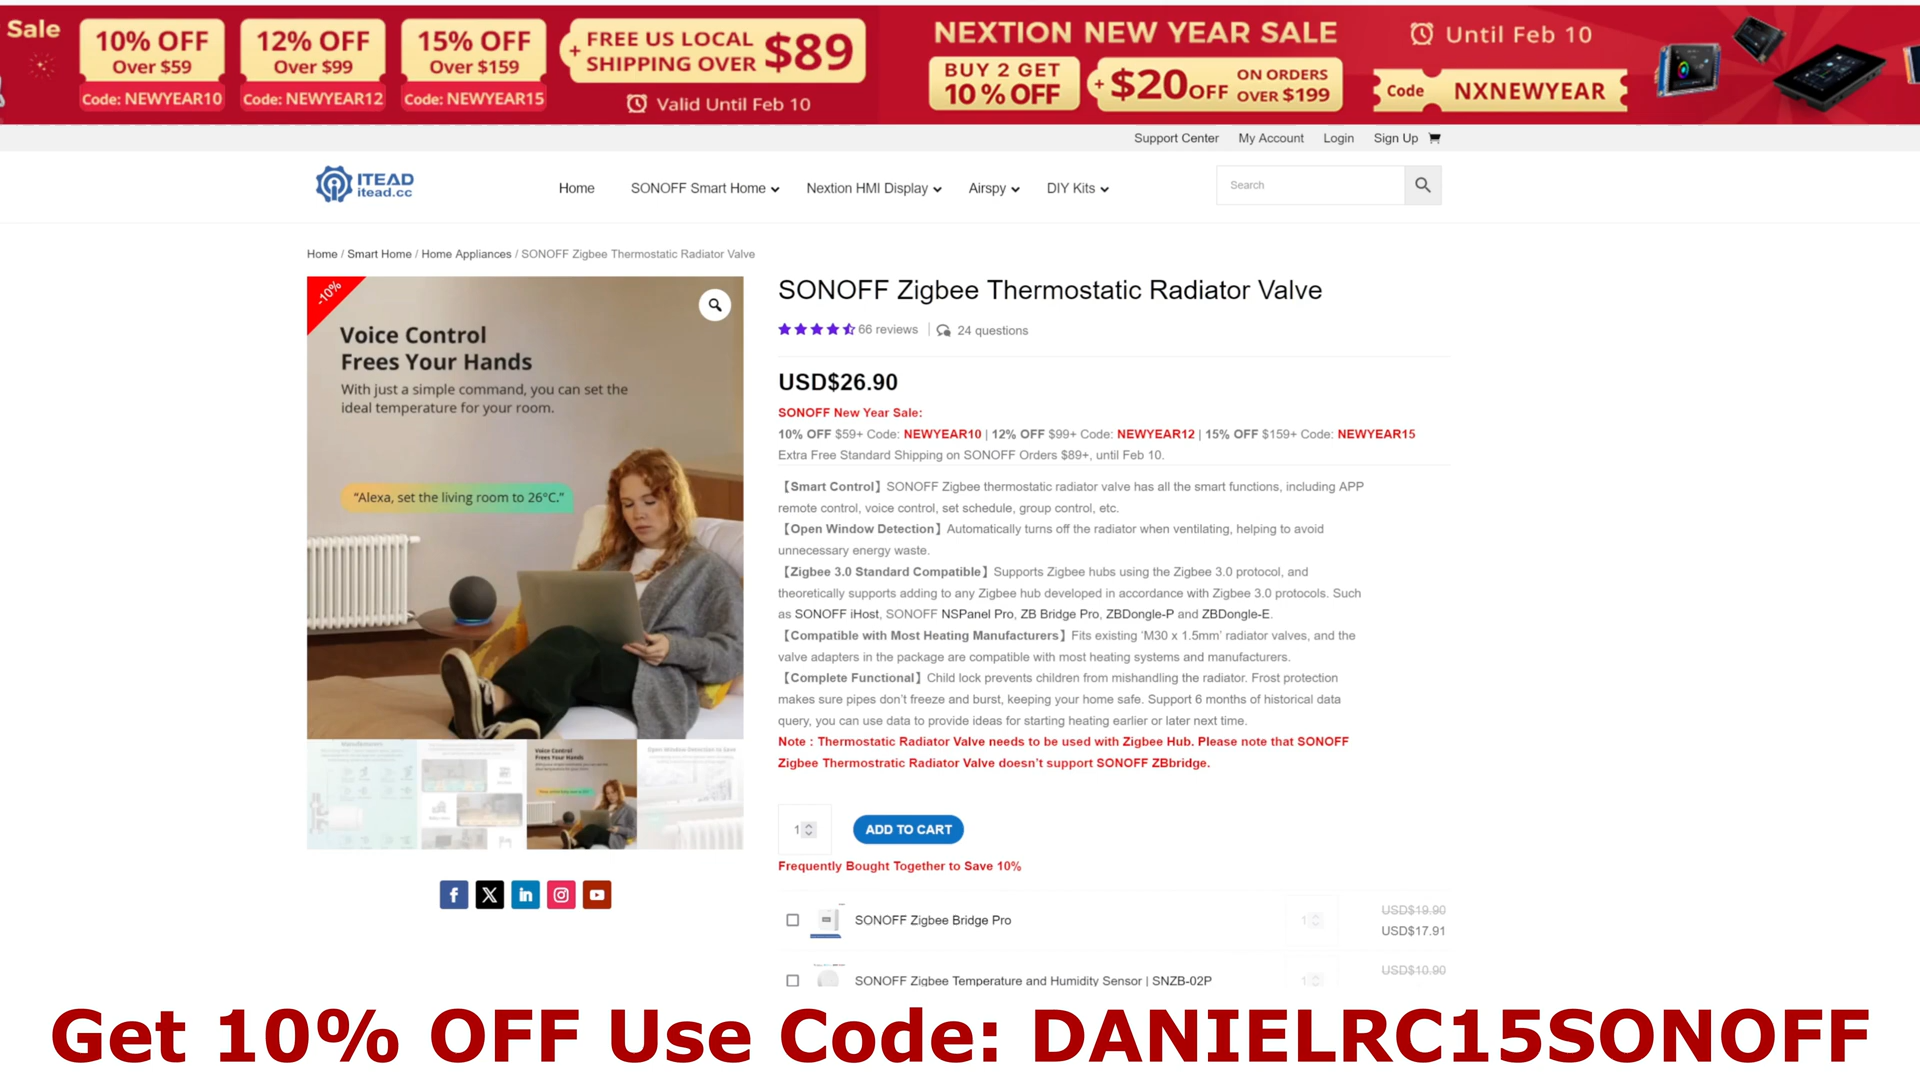 Sale
10% OFF
Over $59
Code: NEWYEAR10
12% OFF
Over $99
Code: NEWYEAR12
15% OFF
Over $159
Code: NEWYEAR15
+ FREE US LOCAL
SHIPPING OVER $89
Valid Until Feb 10
NEXTION NEW YEAR SALE
Until Feb 10
BUY 2 GET
10 % OFF
+ $20 OFF ON ORDERS
OVER $199
Code NXNEWYEAR
Support Center My Account Login Sign Up
ITEAD
itead.cc
Home SONOFF Smart Home Nextion HMI Display Airspy DIY Kits
Search
Home / Smart Home / Home Appliances / SONOFF Zigbee Thermostatic Radiator Valve
-10%
Voice Control
Frees Your Hands
With just a simple command, you can set the
ideal temperature for your room.
“Alexa, set the living room to 26°C.”
SONOFF Zigbee Thermostatic Radiator Valve
66 reviews | 24 questions
USD$26.90
SONOFF New Year Sale:
10% OFF $59+ Code: NEWYEAR10 | 12% OFF $99+ Code: NEWYEAR12 | 15% OFF $159+ Code: NEWYEAR15
Extra Free Standard Shipping on SONOFF Orders $89+, until Feb 10.
【Smart Control】SONOFF Zigbee thermostatic radiator valve has all the smart functions, including APP
remote control, voice control, set schedule, group control, etc.
【Open Window Detection】Automatically turns off the radiator when ventilating, helping to avoid
unnecessary energy waste.
【Zigbee 3.0 Standard Compatible】Supports Zigbee hubs using the Zigbee 3.0 protocol, and
theoretically supports adding to any Zigbee hub developed in accordance with Zigbee 3.0 protocols. Such
as SONOFF iHost, SONOFF NSPanel Pro, ZB Bridge Pro, ZBDongle-P and ZBDongle-E.
【Compatible with Most Heating Manufacturers】Fits existing ‘M30 x 1.5mm’ radiator valves, and the
valve adapters in the package are compatible with most heating systems and manufacturers.
【Complete Functional】Child lock prevents children from mishandling the radiator. Frost protection
makes sure pipes don’t freeze and burst, keeping your home safe. Support 6 months of historical data
query, you can use data to provide ideas for starting heating earlier or later next time.
Note : Thermostatic Radiator Valve needs to be used with Zigbee Hub. Please note that SONOFF
Zigbee Thermostratic Radiator Valve doesn’t support SONOFF ZBbridge.
Manufacturers
Voice Control
Frees Your Hands
Open Window Detection to Save
1
ADD TO CART
Frequently Bought Together to Save 10%
SONOFF Zigbee Bridge Pro
1
USD$19.90
USD$17.91
SONOFF Zigbee Temperature and Humidity Sensor | SNZB-02P
1
USD$10.90
Get 10% OFF Use Code: DANIELRC15SONOFF